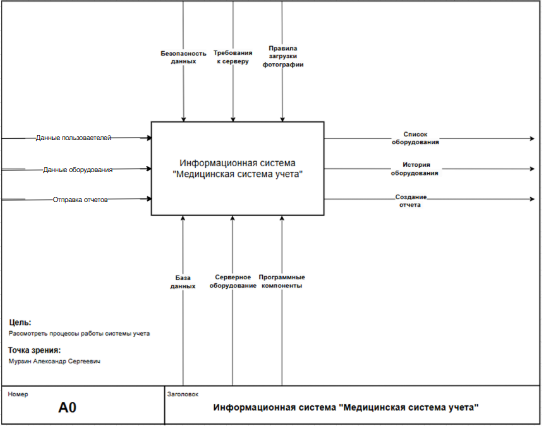 Безопасность
данных
Требования
к серверу
Правила
загрузки
фотографии
Данные пользователей
Данные оборудования
Отправка отчетов
Информационная система
"Медицинская система учета"
Список
оборудования
История
оборудования
Создание
отчета
База
данных
Серверное
оборудование
Программные
компоненты
Цель:
Рассмотреть процессы работы системы учета
Точка зрения:
Мурзин Александр Сергеевич
Номер
A0
Заголовок
Информационная система "Медицинская система учета"